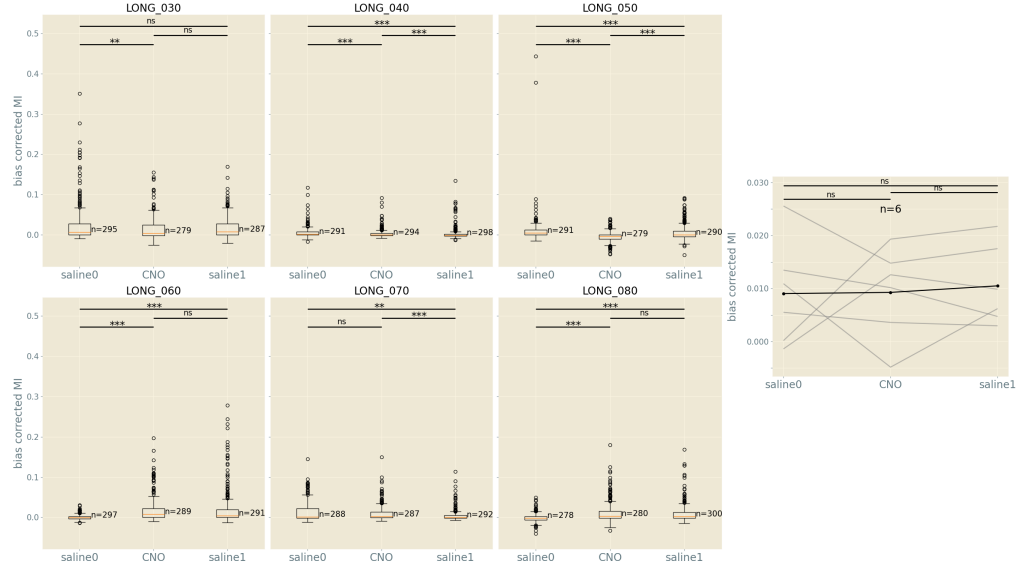 LONG_030
LONG_040
LONG_050
0.5
0.4
0.3
0.2
0.1
0.0
bias corrected MI
ns
ns
**
n=295
n=279
n=287
saline0
CNO
saline1
***
***
***
n=291
n=294
n=298
saline0
CNO
saline1
***
***
***
n=291
n=279
n=290
saline0
CNO
saline1
LONG_060
LONG_070
LONG_080
0.5
0.4
0.3
0.2
0.1
0.0
bias corrected MI
***
ns
***
n=297
n=289
n=291
saline0
CNO
saline1
**
***
ns
n=288
n=287
n=292
saline0
CNO
saline1
***
ns
***
n=278
n=280
n=300
saline0
CNO
saline1
0.030
0.020
0.010
0.000
bias corrected MI
ns
ns
ns
n=6
saline0
CNO
saline1